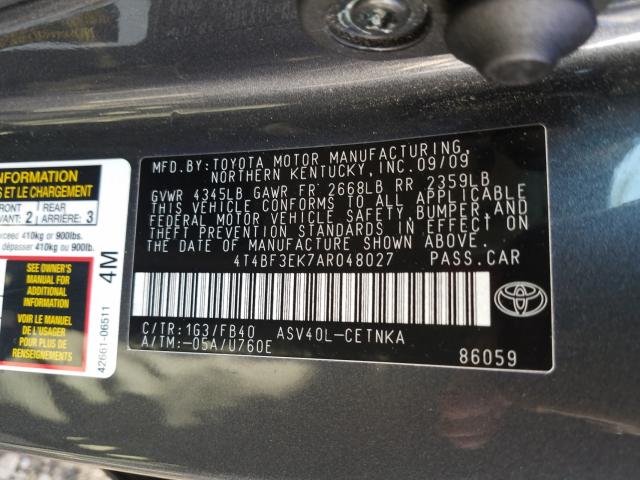 INFORMATION
ET LE CHARGEMENT
2 REAR ARRIÈRE: 3
410kg or 900lbs.
dépasser 410kg ou 900lb.
SEE OWNER'S
MANUAL FOR
ADDITIONAL
INFORMATION
VOIR LE MANUEL
DE L'USAGER
POUR PLUS DE
42661-06511
4M
MFD.BY:TOYOTA MOTOR MANUFACTURING,
NORTHERN KENTUCKY, INC.09/09
GVWR 4345LB GAWR FR 2668LB RR 2359LB
THIS VEHICLE CONFORMS TO ALL APPLICABLE
FEDERAL MOTOR VEHICLE SAFETY, BUMPER, AND
THEFT PREVENTION STANDARDS IN EFFECT ON
THE DATE OF MANUFACTURE SHOWN ABOVE.
4T4BF3EK7AR048027 PASS.CAR
C/TR:1G3/FB40 ASV40L-CETNKA
A/TM:-05A/U760E
86059
TOYOTA